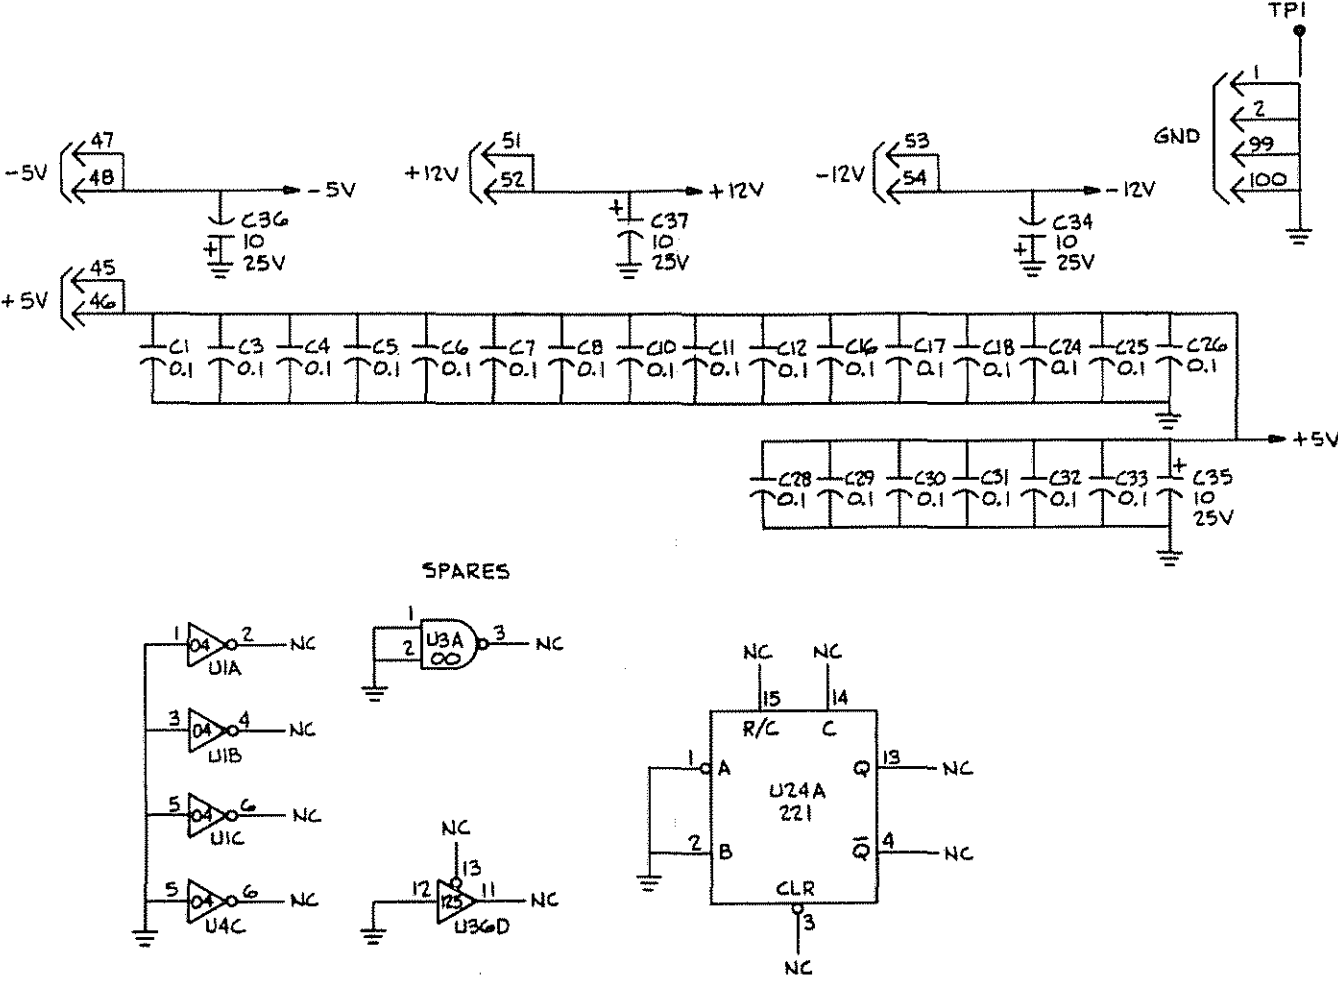 TP1
1
2
GND
99
100
47
-5V
48
-5V
C36
10
+
25V
51
+12V
52
+12V
+
C37
10
25V
53
-12V
54
-12V
C34
10
+
25V
45
+5V
46
C1 C3 C4 C5 C6 C7 C8 C10 C11 C12 C16 C17 C18 C24 C25 C26
0.1 0.1 0.1 0.1 0.1 0.1 0.1 0.1 0.1 0.1 0.1 0.1 0.1 0.1 0.1 0.1
+5V
+
C28 C29 C30 C31 C32 C33 C35
0.1 0.1 0.1 0.1 0.1 0.1 10
25V
SPARES
1 04 2 NC
U1A
3 04 4 NC
U1B
5 04 6 NC
U1C
5 04 6 NC
U4C
1
2 U3A 3 NC
00
NC
13
12 125 11 NC
U36D
NC NC
15 14
R/C C
1 A Q 13 NC
U24A
221
2 B Q̅ 4 NC
CLR
3
NC